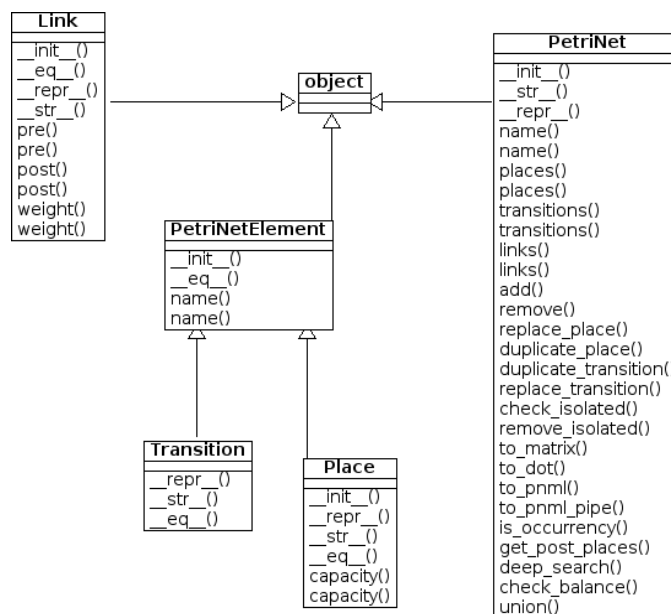 Link
__init__()
__eq__()
__repr__()
__str__()
pre()
pre()
post()
post()
weight()
weight()
object
PetriNetElement
__init__()
__eq__()
name()
name()
Transition
__repr__()
__str__()
__eq__()
Place
__init__()
__repr__()
__str__()
__eq__()
capacity()
capacity()
PetriNet
__init__()
__str__()
__repr__()
name()
name()
places()
places()
transitions()
transitions()
links()
links()
add()
remove()
replace_place()
duplicate_place()
duplicate_transition(
replace_transition()
check_isolated()
remove_isolated()
to_matrix()
to_dot()
to_pnml()
to_pnml_pipe()
is_occurrency()
get_post_places()
deep_search()
check_balance()
union()